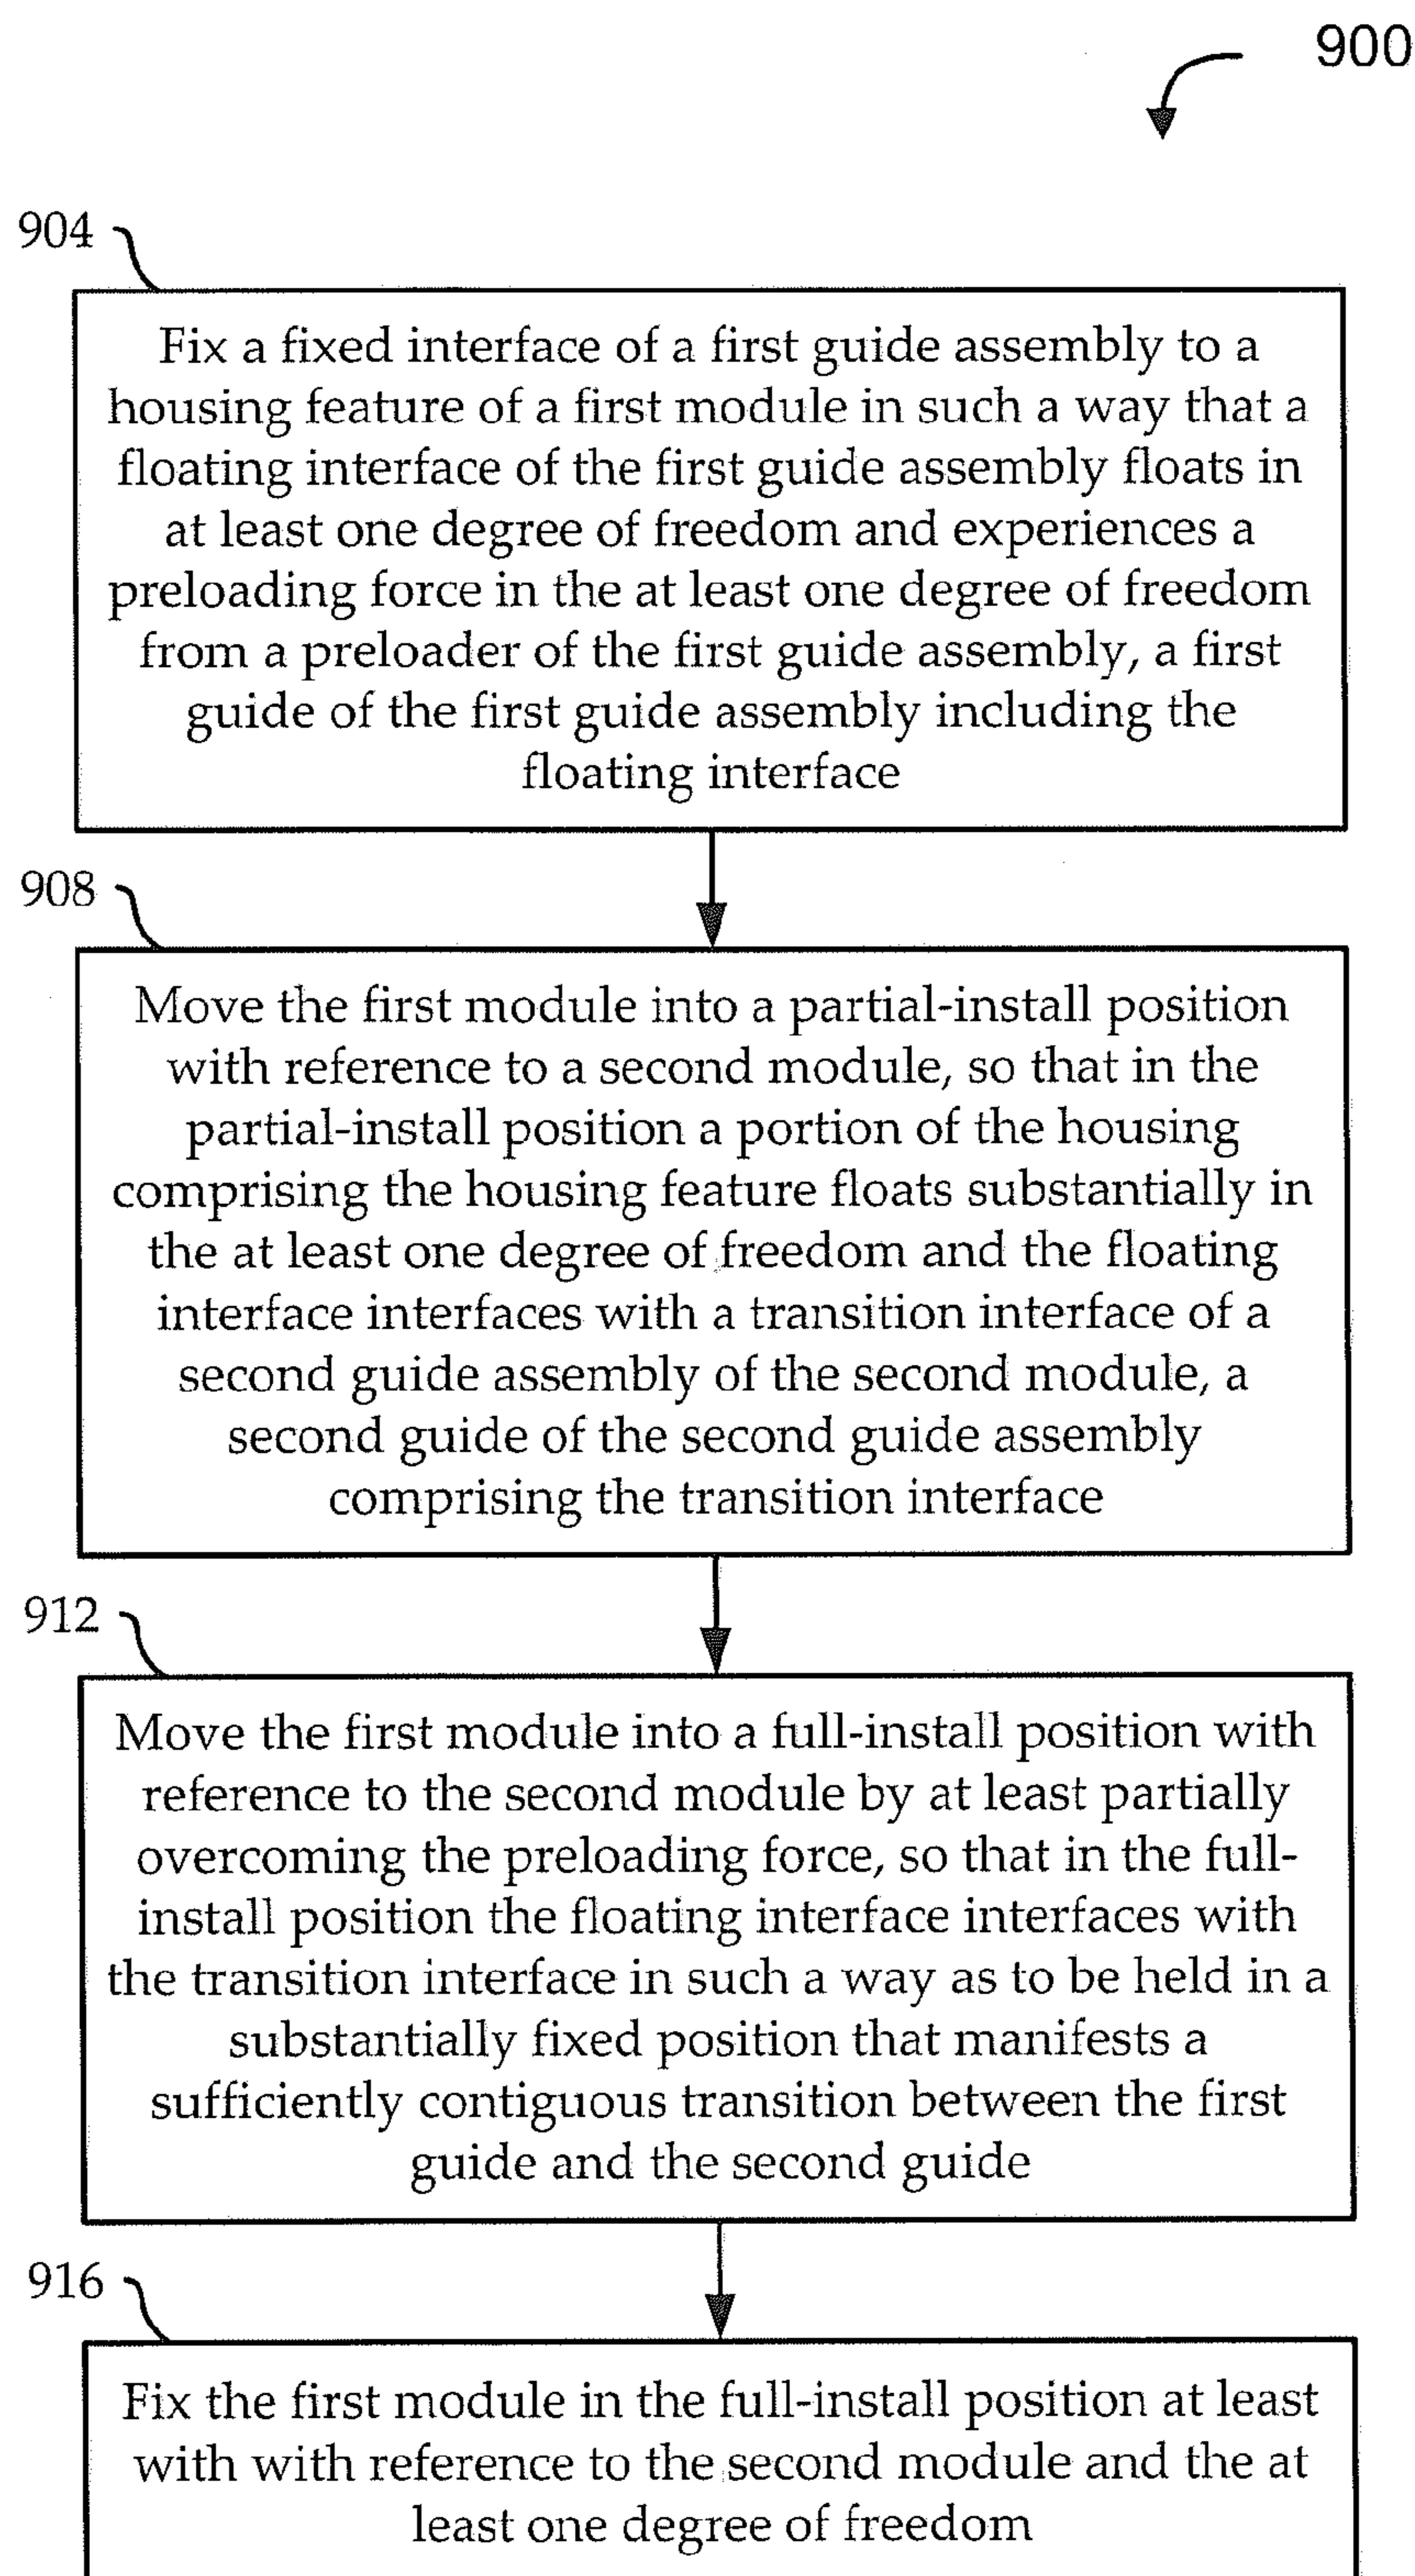 900
904
Fix a fixed interface of a first guide assembly to a
housing feature of a first module in such a way that a
floating interface of the first guide assembly floats in
at least one degree of freedom and experiences a
preloading force in the at least one degree of freedom
from a preloader of the first guide assembly, a first
guide of the first guide assembly including the
floating interface
908
Move the first module into a partial-install position
with reference to a second module, so that in the
partial-install position a portion of the housing
comprising the housing feature floats substantially in
the at least one degree of freedom and the floating
interface interfaces with a transition interface of a
second guide assembly of the second module, a
second guide of the second guide assembly
comprising the transition interface
912
Move the first module into a full-install position with
reference to the second module by at least partially
overcoming the preloading force, so that in the full-
install position the floating interface interfaces with
the transition interface in such a way as to be held in a
substantially fixed position that manifests a
sufficiently contiguous transition between the first
guide and the second guide
916
Fix the first module in the full-install position at least
with with reference to the second module and the at
least one degree of freedom